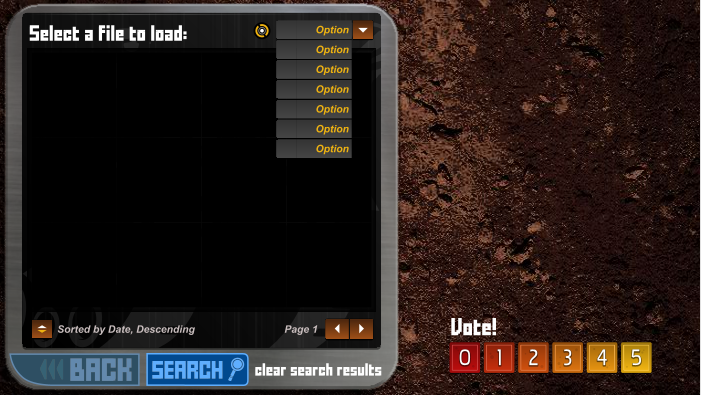 Select a file to load:
Option
Option
Option
Option
Option
Option
Option
Sorted by Date, Descending
Page 1
BACK
SEARCH
clear search results
Vote!
0 1 2 3 4 5